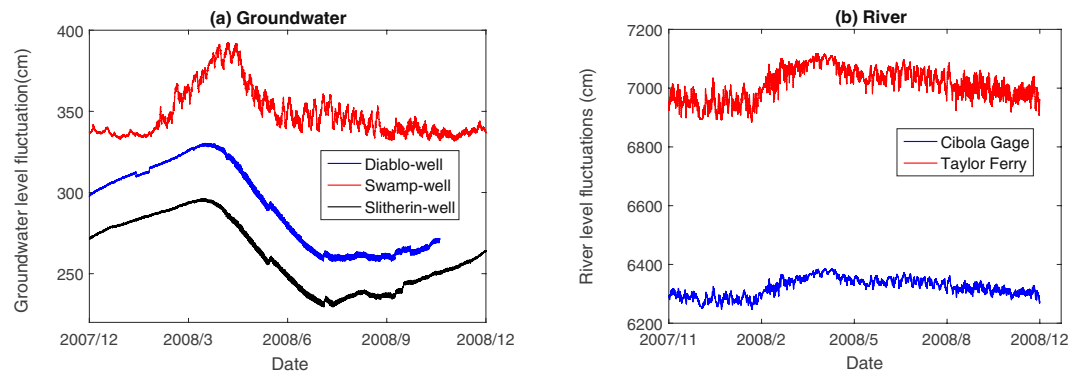 (a) Groundwater
Groundwater level fluctuation(cm)
400
350
300
250
2007/12
2008/3
2008/6
2008/9
2008/12
Date
Diablo-well
Swamp-well
Slitherin-well
(b) River
River level fluctuations (cm)
7200
7000
6800
6600
6400
6200
2007/11
2008/2
2008/5
2008/8
2008/12
Date
Cibola Gage
Taylor Ferry